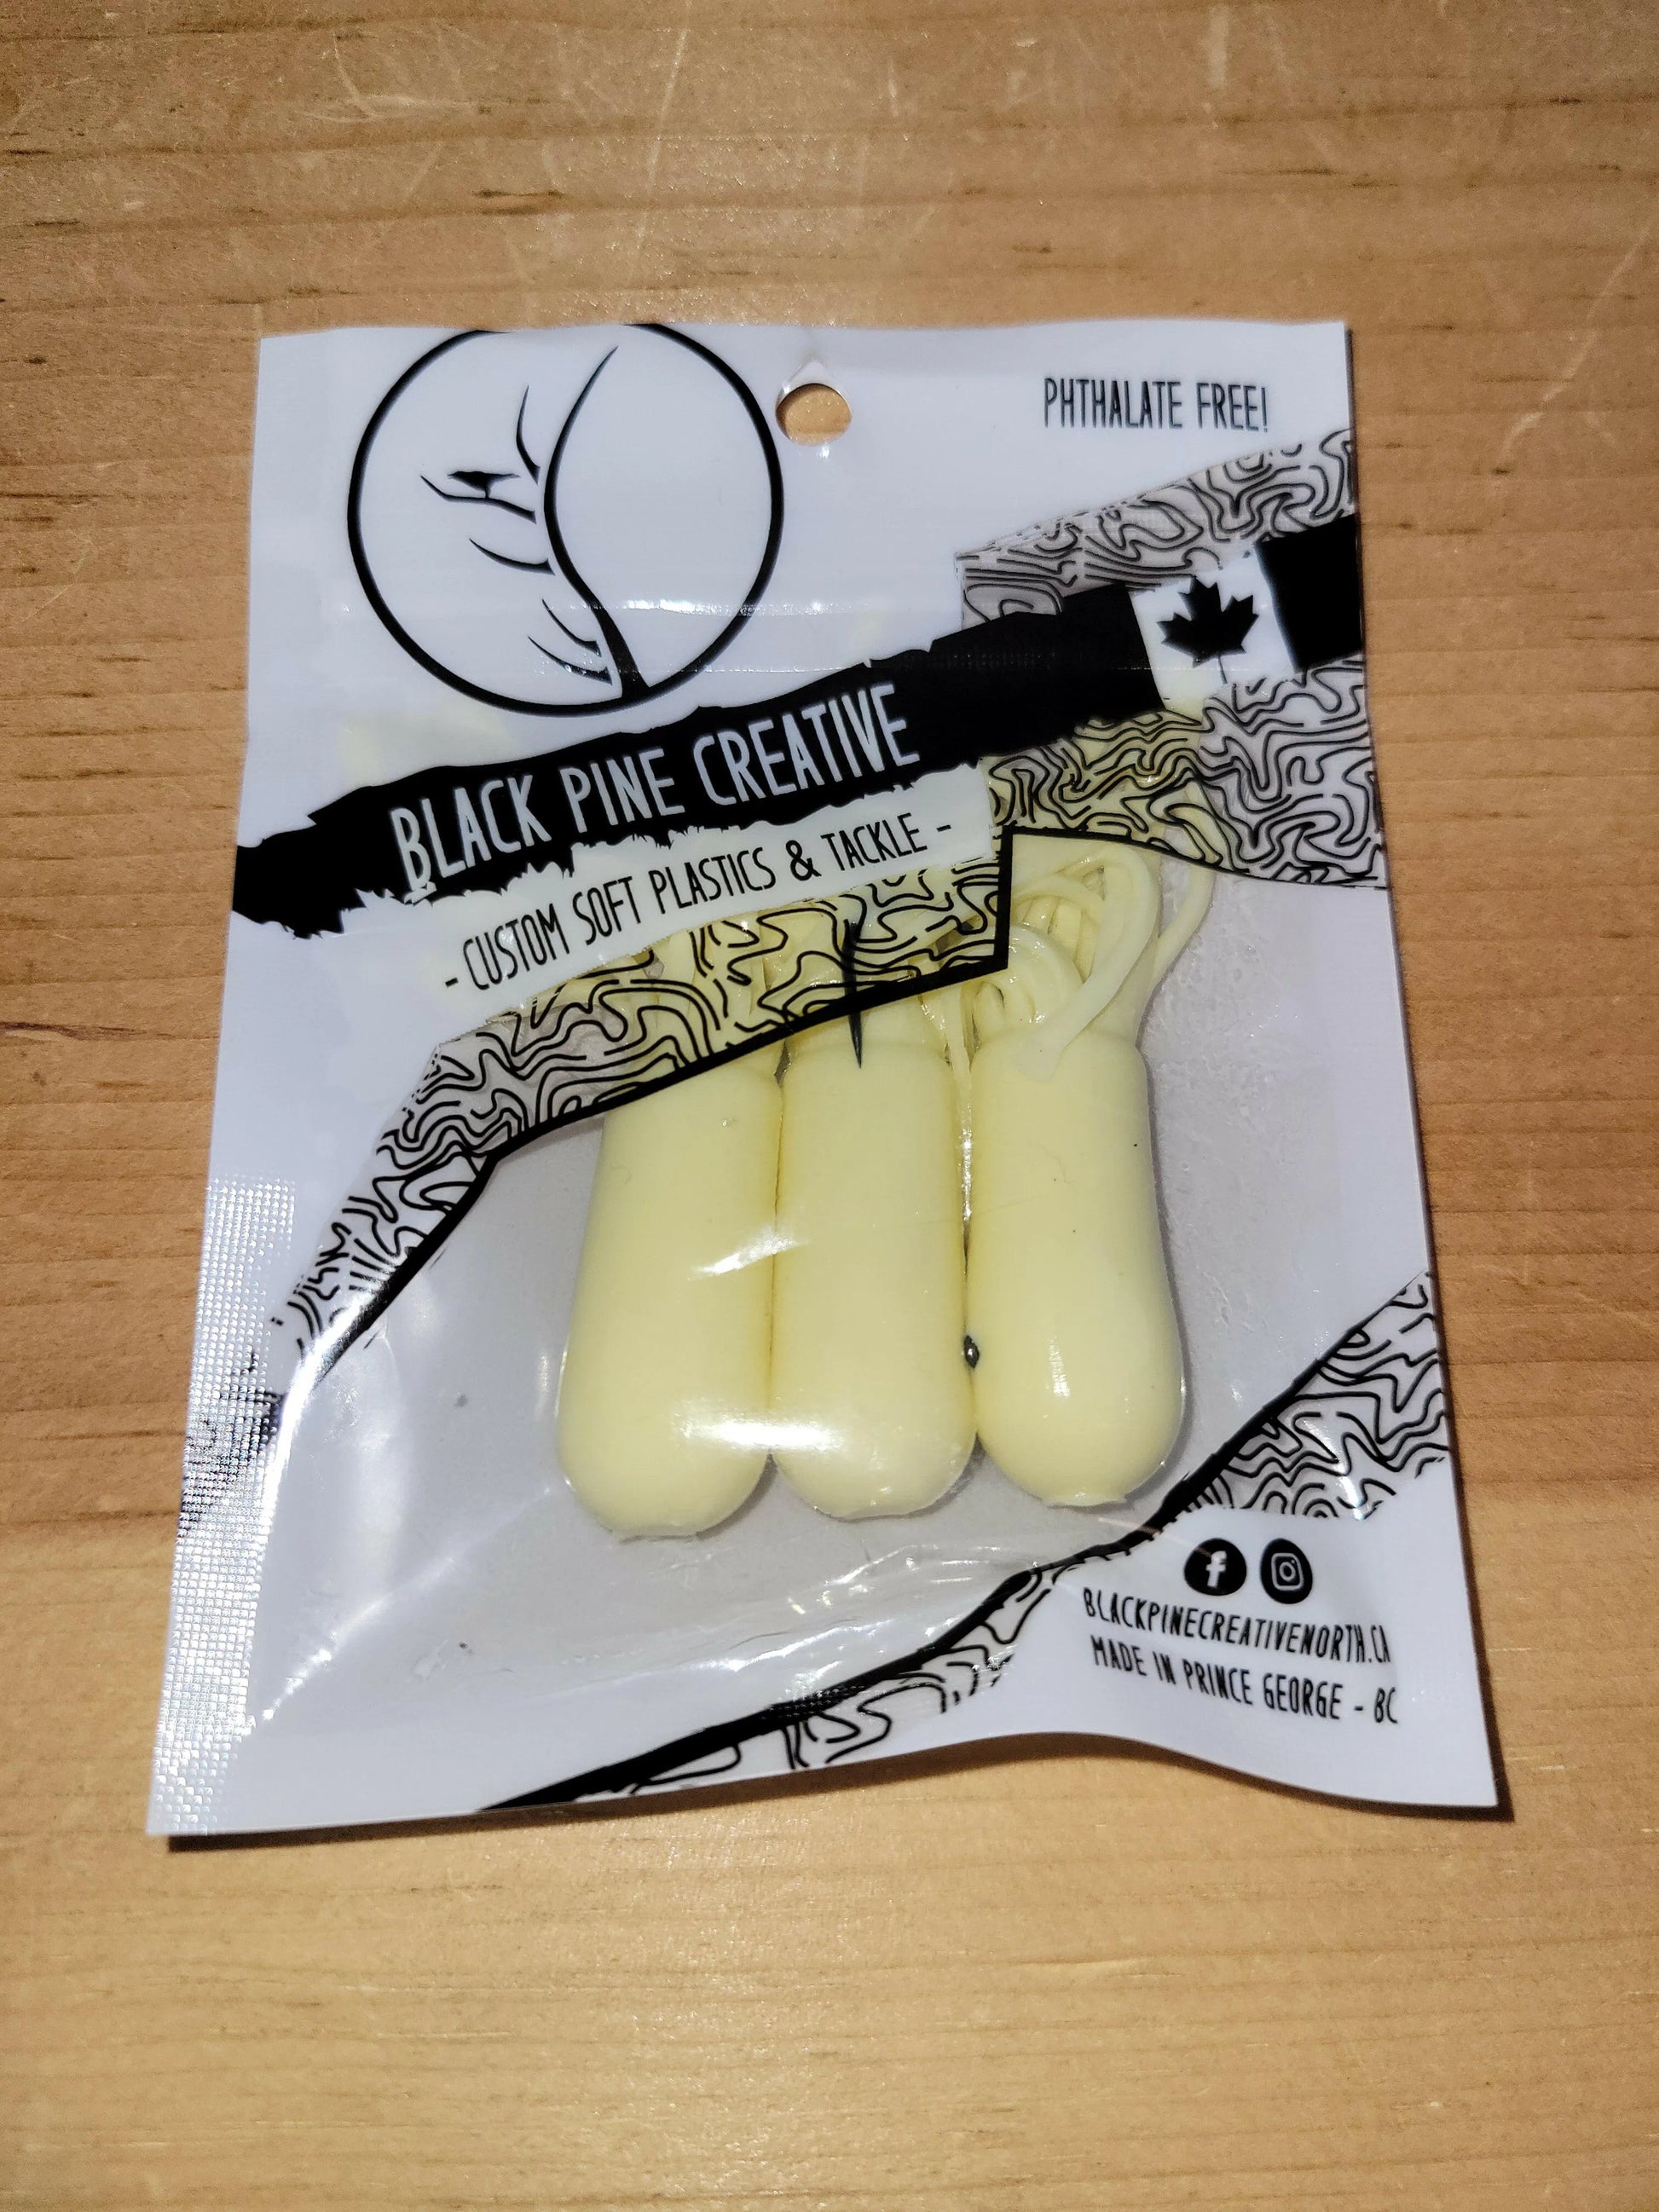 PHTHALATE FREE!
BLACK PINE CREATIVE
- CUSTOM SOFT PLASTICS & TACKLE -
BLACKPINECREATIVENORTH.CA
MADE IN PRINCE GEORGE - BC